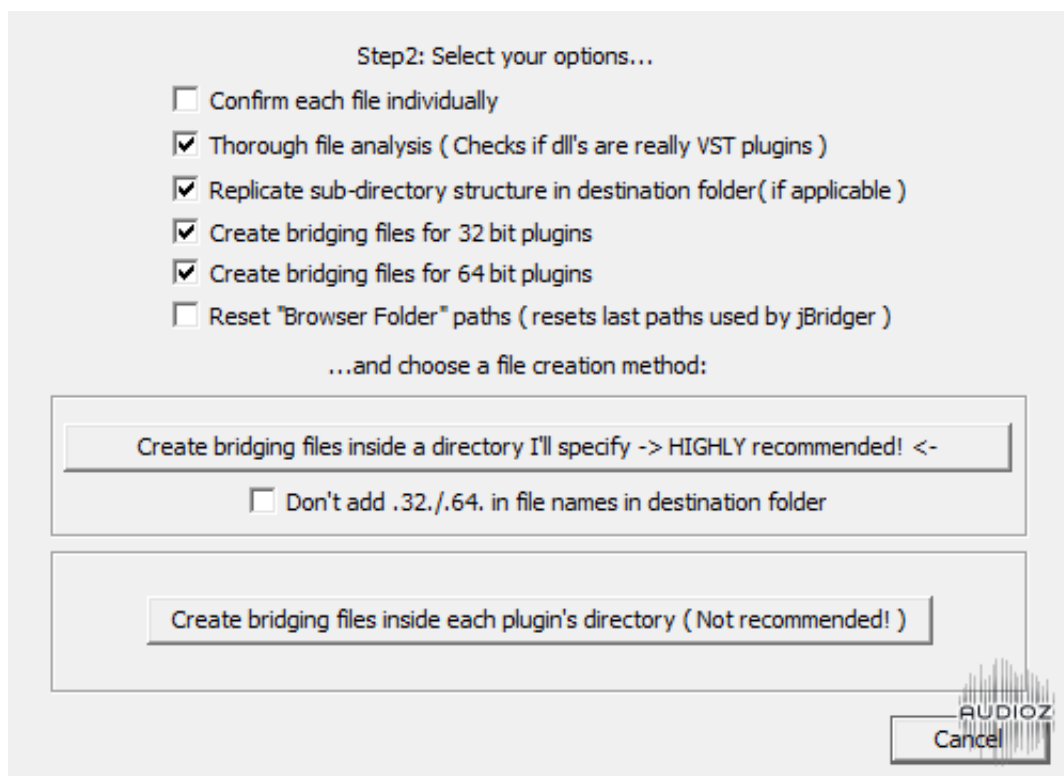 Step2: Select your options...
Confirm each file individually
Thorough file analysis ( Checks if dll's are really VST plugins )
Replicate sub-directory structure in destination folder( if applicable )
Create bridging files for 32 bit plugins
Create bridging files for 64 bit plugins
Reset "Browser Folder" paths ( resets last paths used by jBridger )
...and choose a file creation method:
Create bridging files inside a directory I'll specify -> HIGHLY recommended! <-
Don't add .32./.64. in file names in destination folder
Create bridging files inside each plugin's directory ( Not recommended! )
AUDIOZ
Cancel